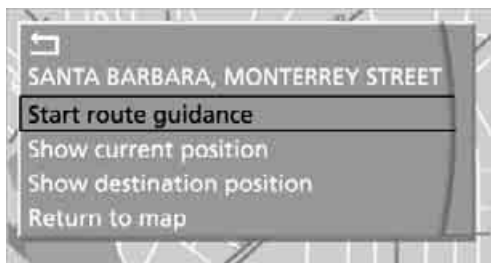 SANTA BARBARA, MONTERREY STREET
Start route guidance
Show current position
Show destination position
Return to map